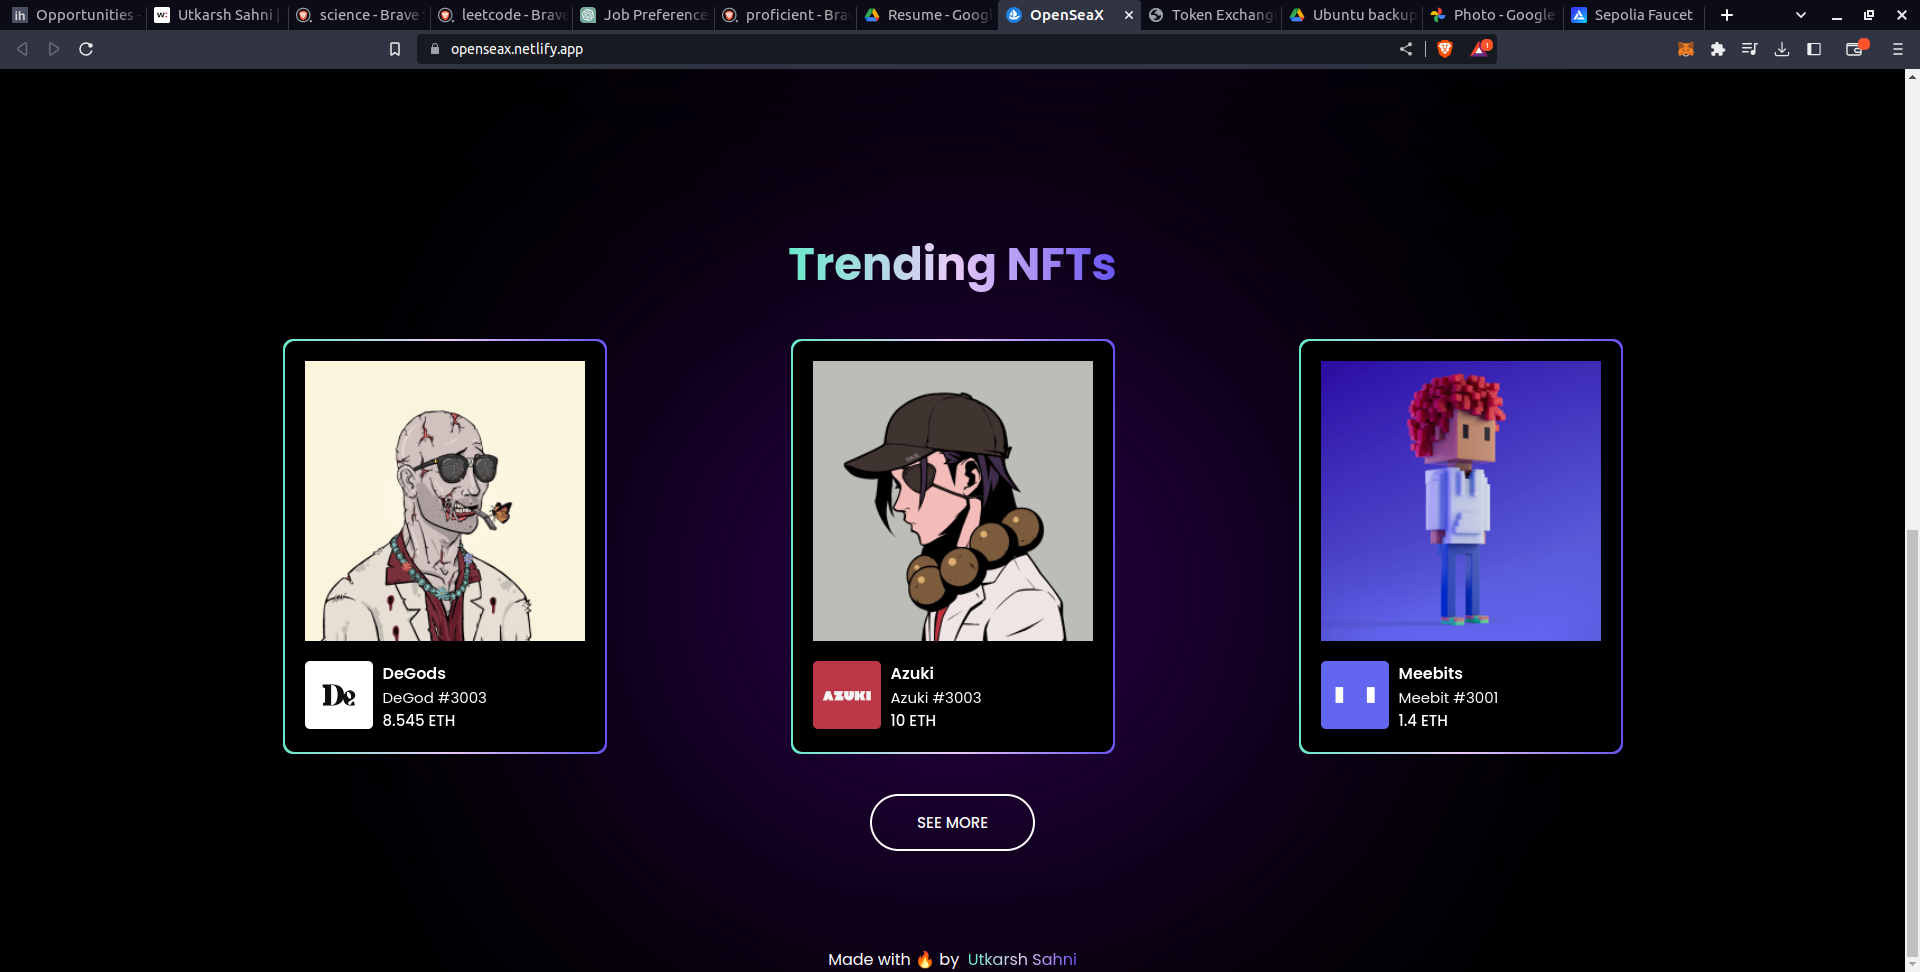 Opportunities -
Utkarsh Sahni |
science - Brave S
leetcode - Brave
Job Preference
proficient - Brav
Resume - Googl
OpenSeaX
Token Exchang
Ubuntu backup
Photo - Google
Sepolia Faucet
openseax.netlify.app
1
Trending NFTs
De
DeGods
DeGod #3003
8.545 ETH
AZUKI
Azuki
Azuki #3003
10 ETH
Meebits
Meebit #3001
1.4 ETH
SEE MORE
Made with 🔥 by Utkarsh Sahni